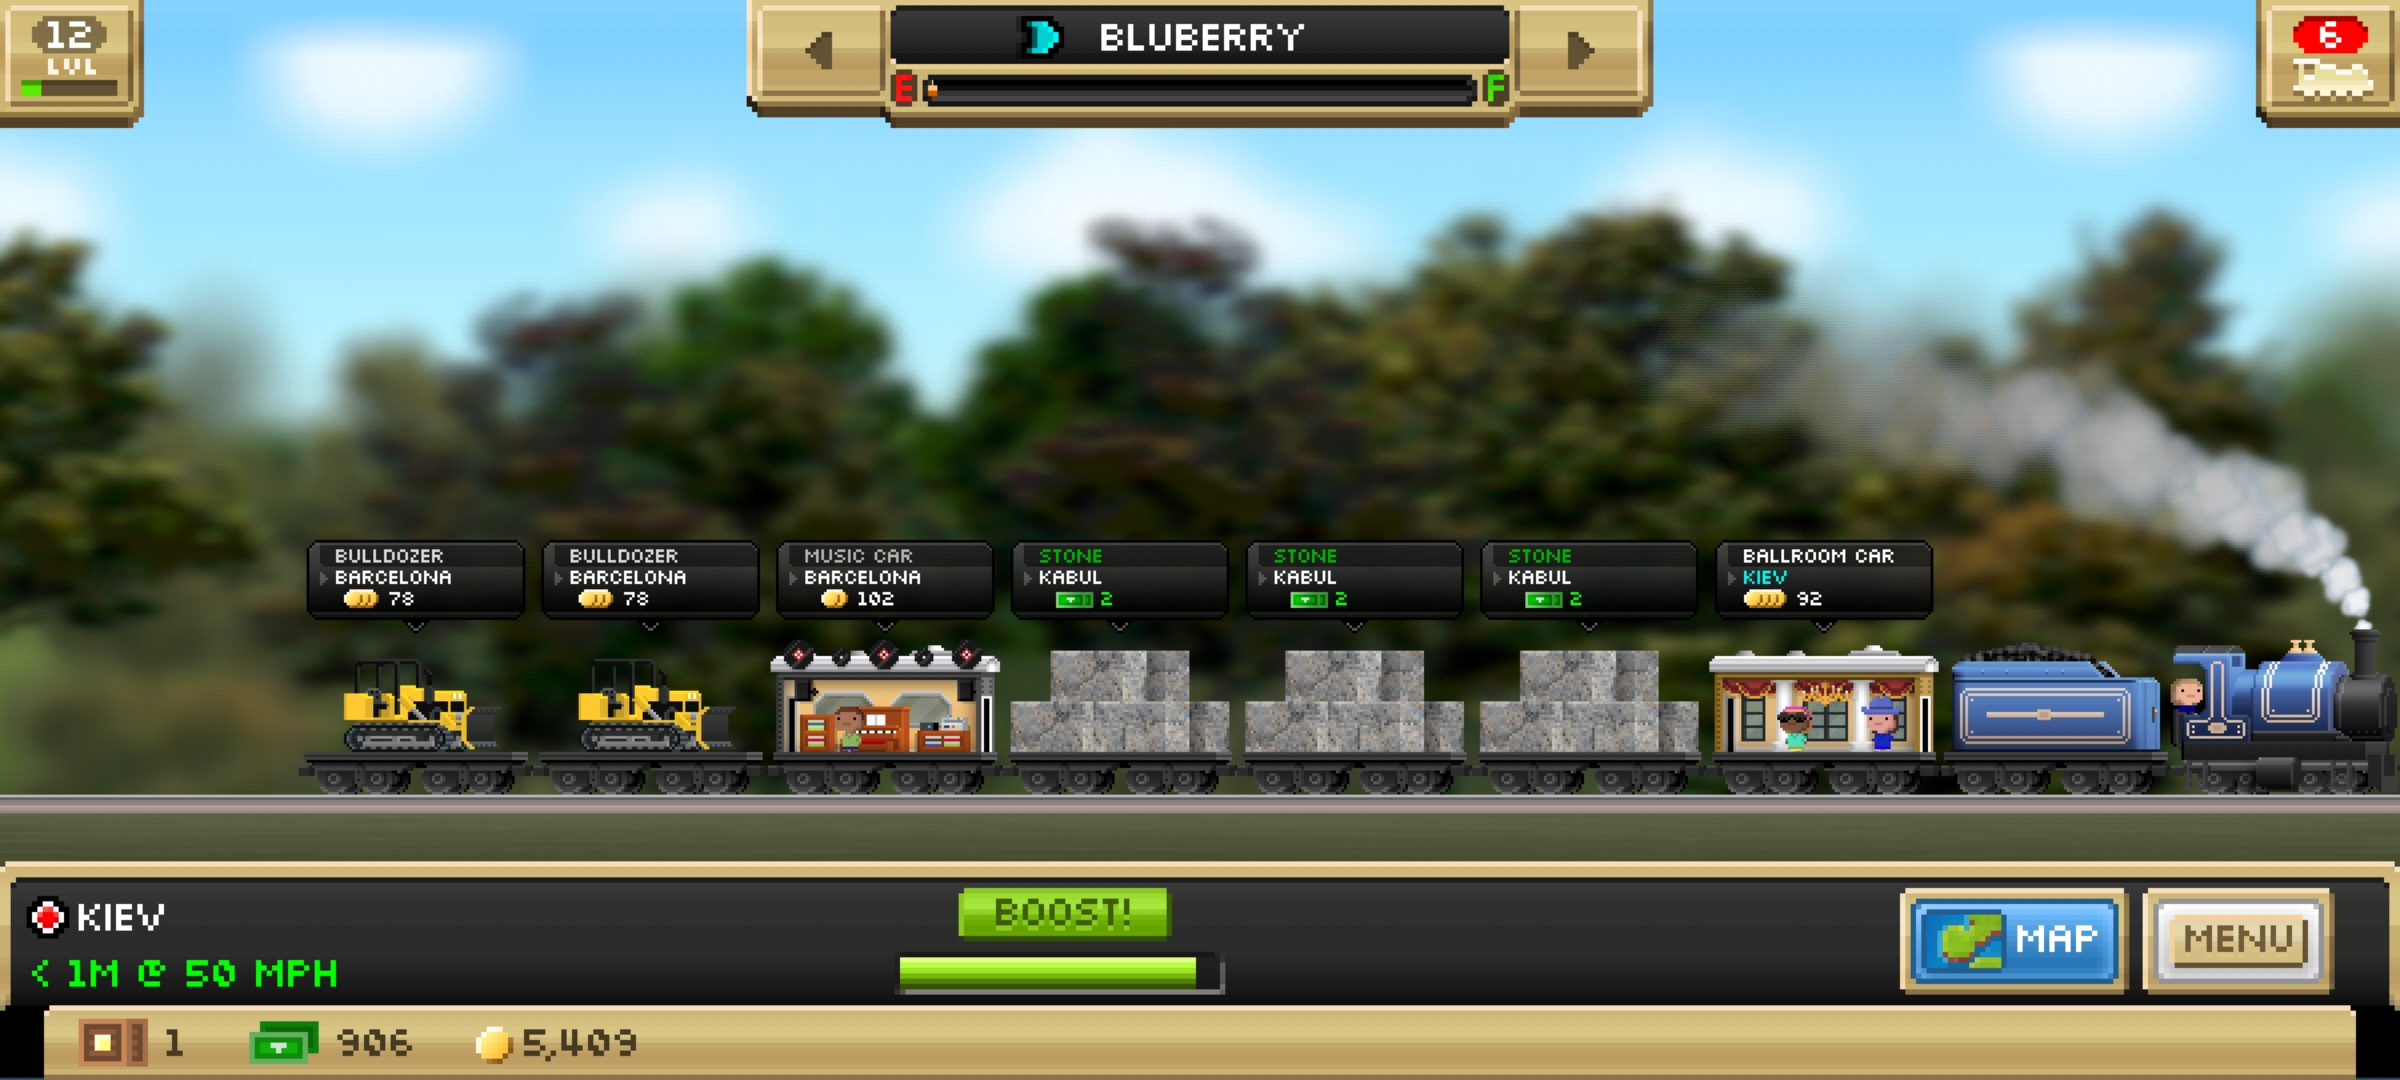 12
LVL
BLUBERRY
E
F
6
BULLDOZER
BARCELONA
78
BULLDOZER
BARCELONA
78
MUSIC CAR
BARCELONA
102
STONE
KABUL
2
STONE
KABUL
2
STONE
KABUL
2
BALLROOM CAR
KIEV
92
KIEV
< 1M @ 50 MPH
BOOST!
MAP
MENU
1
906
5,409